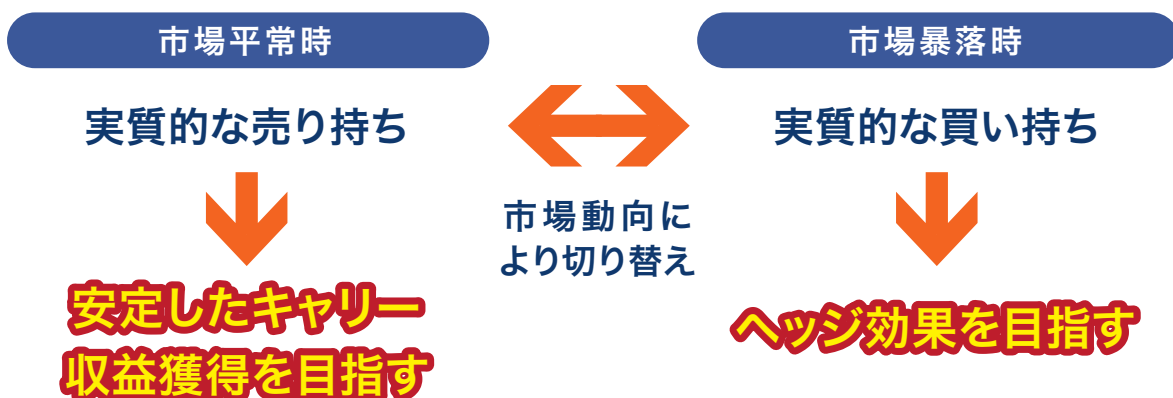 市場平常時
実質的な売り持ち
安定したキャリー
収益獲得を目指す
市場動向に
より切り替え
市場暴落時
実質的な買い持ち
ヘッジ効果を目指す